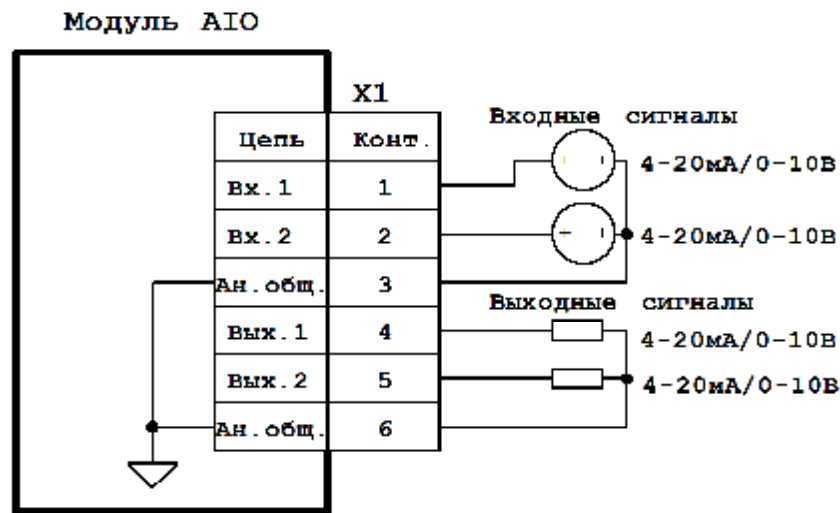 Модуль AIO
X1
Входные сигналы
Цепь Конт.
4-20мА/0-10В
Вх.1 1
Вх.2 2
4-20мА/0-10В
Ан.общ. 3
Выходные сигналы
Вых.1 4
4-20мА/0-10В
Вых.2 5
4-20мА/0-10В
Ан.общ. 6